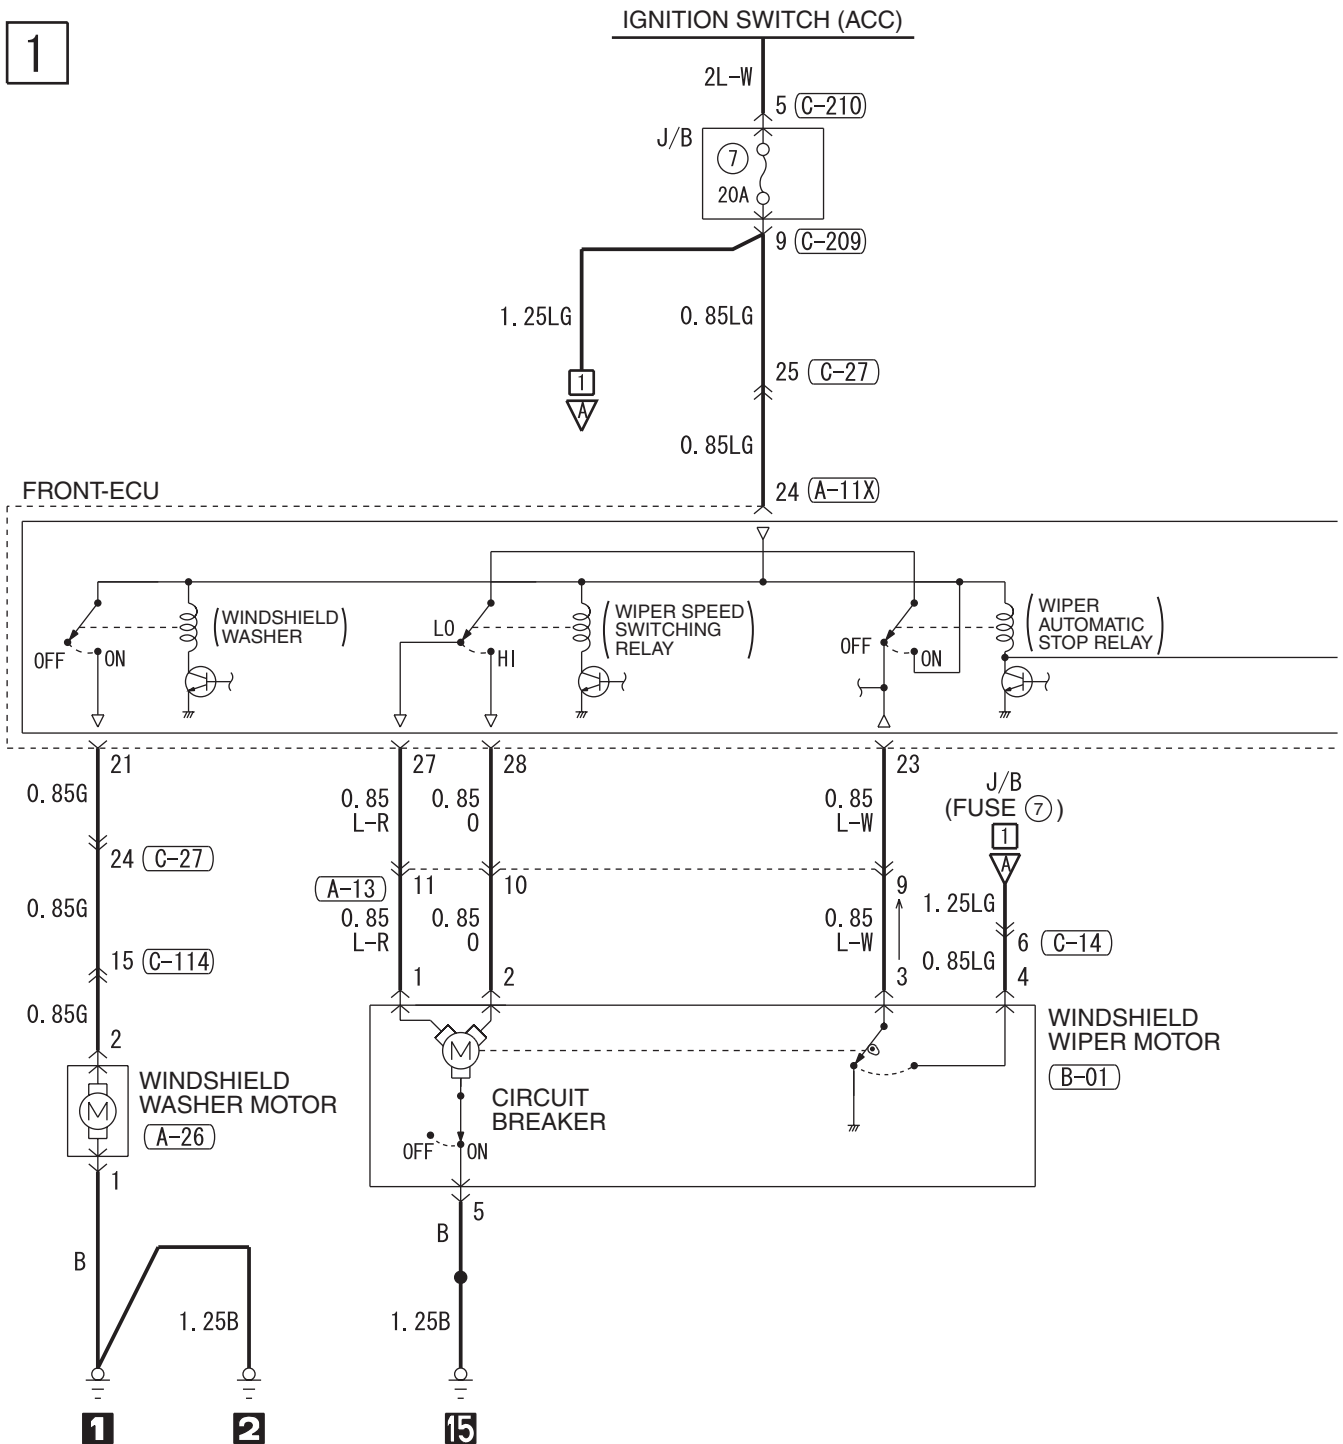 1
IGNITION SWITCH (ACC)
2L-W
5 (C-210)
J/B
7
20A
9 (C-209)
1.25LG
0.85LG
1
A
25 (C-27)
0.85LG
24 (A-11X)
FRONT-ECU
OFF
ON
(WINDSHIELD
WASHER)
LO
HI
(WIPER SPEED
SWITCHING
RELAY)
OFF
ON
(WIPER
AUTOMATIC
STOP RELAY)
21
27
28
23
0.85G
0.85
L-R
0.85
O
0.85
L-W
J/B
(FUSE 7)
1
A
24 (C-27)
(A-13)
11
10
9
1.25LG
0.85G
0.85
L-R
0.85
O
0.85
L-W
6 (C-14)
0.85LG
15 (C-114)
1
2
3
4
0.85G
2
WINDSHIELD
WASHER MOTOR
(A-26)
M
1
M
CIRCUIT
BREAKER
OFF
ON
WINDSHIELD
WIPER MOTOR
(B-01)
5
B
B
1.25B
1.25B
1
2
15